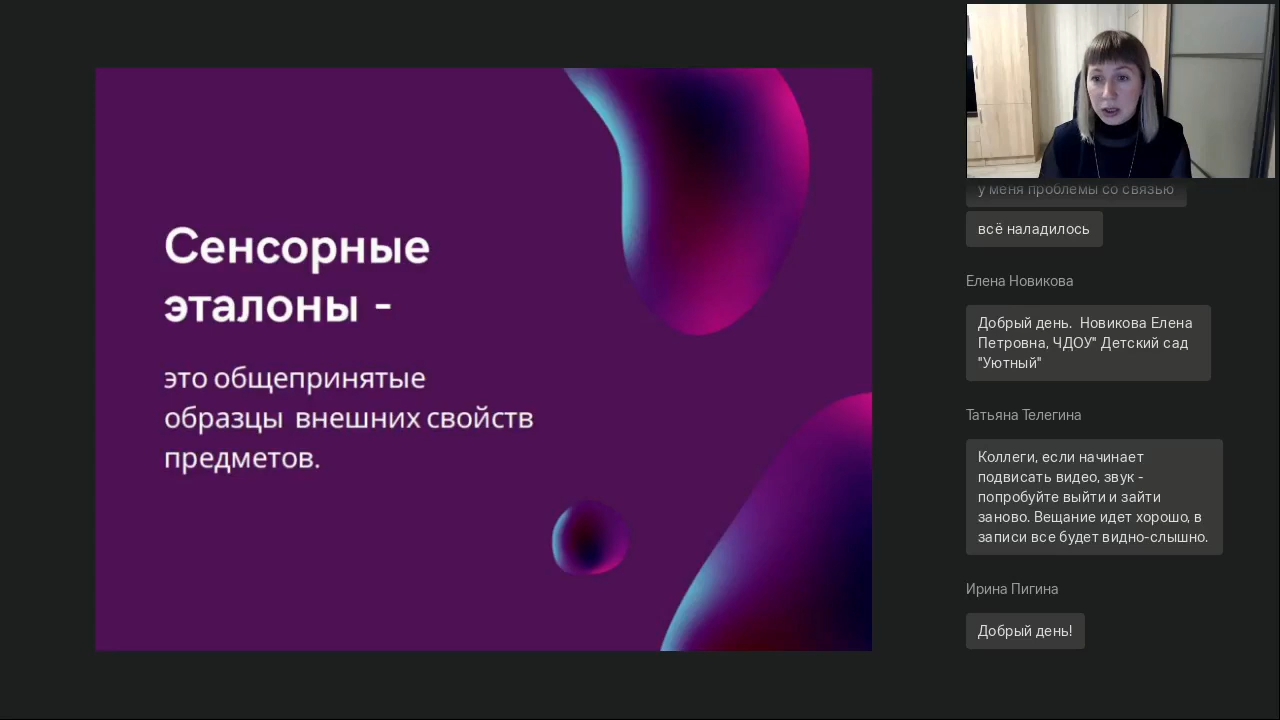 Сенсорные
эталоны -
это общепринятые
образцы внешних свойств
предметов.
у меня проблемы со связью
всё наладилось
Елена Новикова
Добрый день. Новикова Елена
Петровна, ЧДОУ" Детский сад
"Уютный"
Татьяна Телегина
Коллеги, если начинает
подвисать видео, звук -
попробуйте выйти и зайти
заново. Вещание идет хорошо, в
записи все будет видно-слышно.
Ирина Пигина
Добрый день!